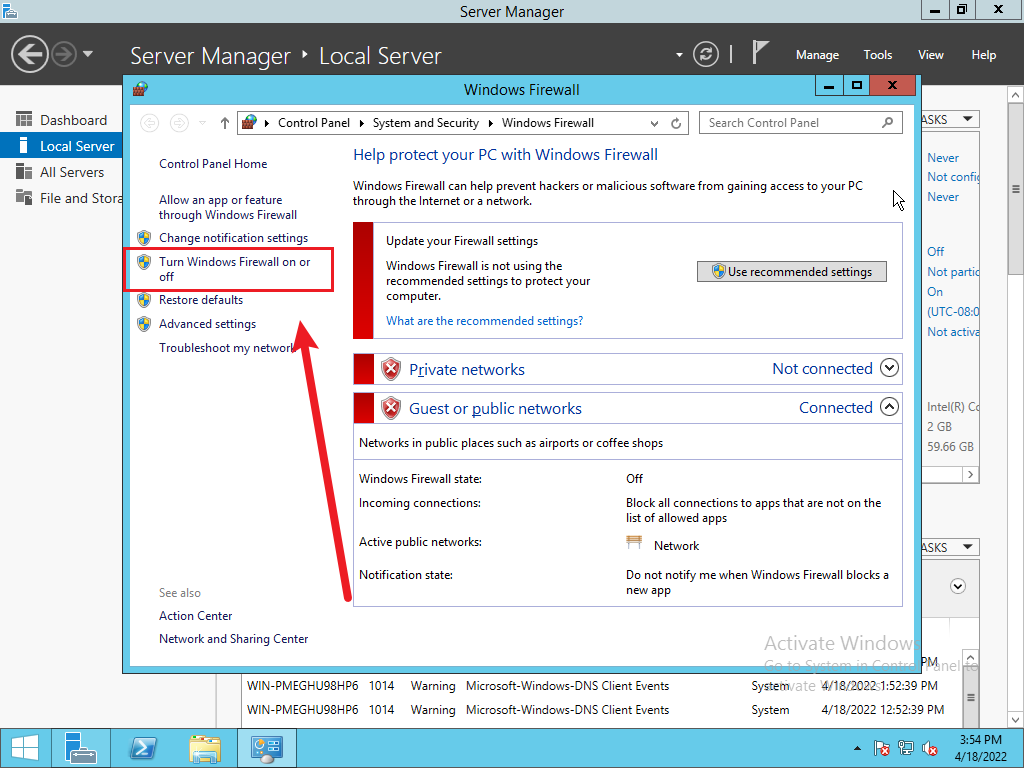 Server Manager
Server Manager ‣ Local Server
Manage Tools View Help
Dashboard
Local Server
All Servers
File and Stora
Windows Firewall
Control Panel ‣ System and Security ‣ Windows Firewall
Search Control Panel
Control Panel Home
Allow an app or feature
through Windows Firewall
Change notification settings
Turn Windows Firewall on or
off
Restore defaults
Advanced settings
Troubleshoot my network
See also
Action Center
Network and Sharing Center
Help protect your PC with Windows Firewall
Windows Firewall can help prevent hackers or malicious software from gaining access to your PC
through the Internet or a network.
Update your Firewall settings
Windows Firewall is not using the
recommended settings to protect your
computer.
What are the recommended settings?
Use recommended settings
Private networks Not connected
Guest or public networks Connected
Networks in public places such as airports or coffee shops
Windows Firewall state: Off
Incoming connections: Block all connections to apps that are not on the
list of allowed apps
Active public networks: Network
Notification state: Do not notify me when Windows Firewall blocks a
new app
ASKS
Never
Not config
Never
Off
Not partic
On
(UTC-08:0
Not activa
Intel(R) Co
2 GB
59.66 GB
ASKS
Activate Windows
Go to System in Control Panel to
activate Windows.
PM
WIN-PMEGHU98HP6 1014 Warning Microsoft-Windows-DNS Client Events System 4/18/2022 1:52:39 PM
WIN-PMEGHU98HP6 1014 Warning Microsoft-Windows-DNS Client Events System 4/18/2022 12:52:39 PM
3:54 PM
4/18/2022